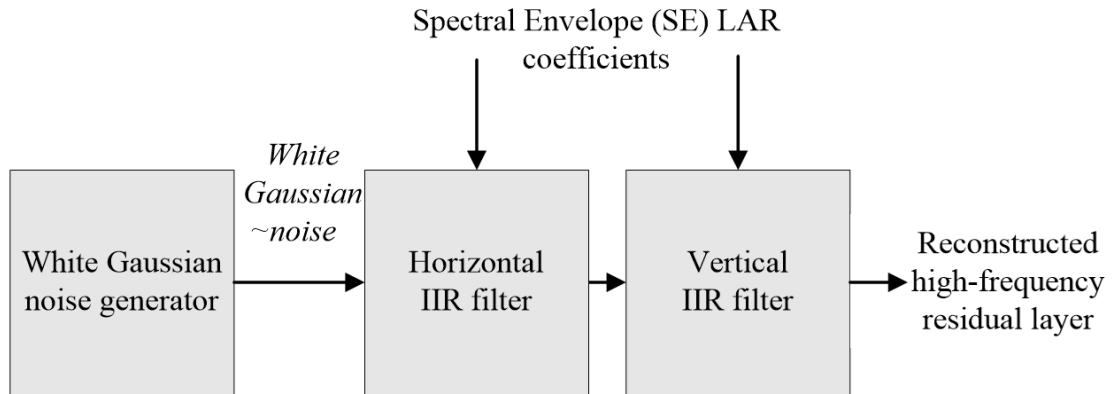 Spectral Envelope (SE) LAR
coefficients
White
Gaussian
~noise
White Gaussian
noise generator
Horizontal
IIR filter
Vertical
IIR filter
Reconstructed
high-frequency
residual layer